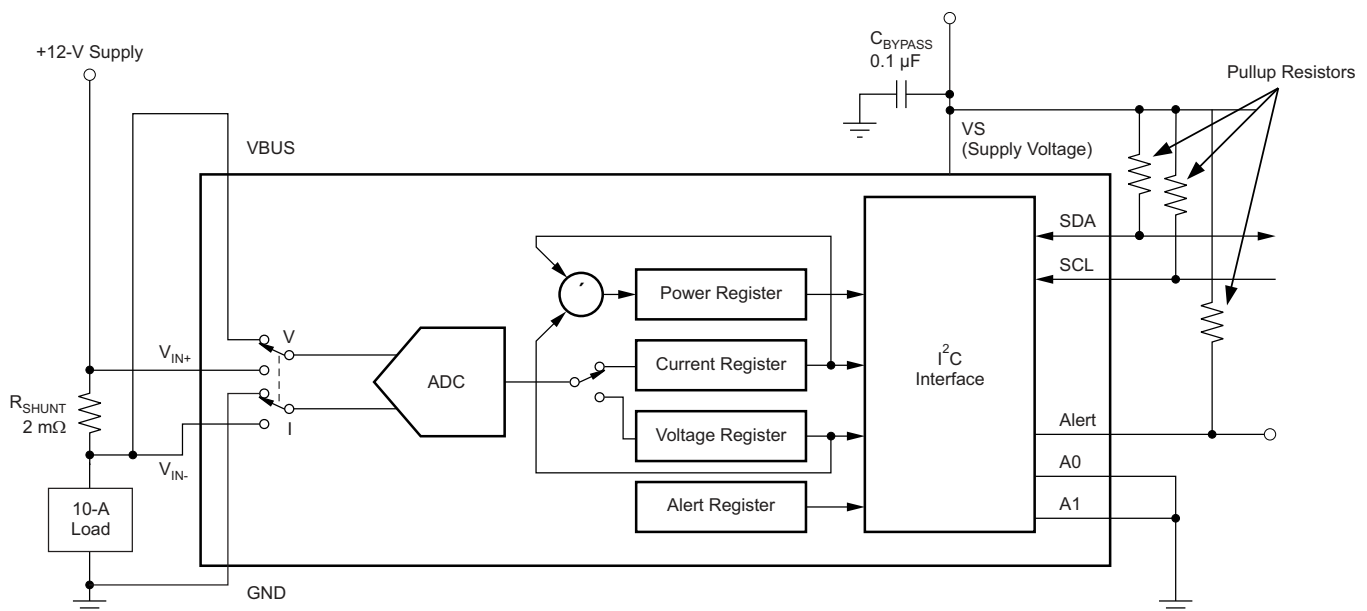 +12-V Supply
C_BYPASS
0.1 µF
Pullup Resistors
VBUS
VS
(Supply Voltage)
SDA
SCL
´
Power Register
V
V_IN+
ADC
Current Register
I²C
Interface
R_SHUNT
2 mΩ
I
Voltage Register
Alert
V_IN-
A0
10-A
Load
Alert Register
A1
GND